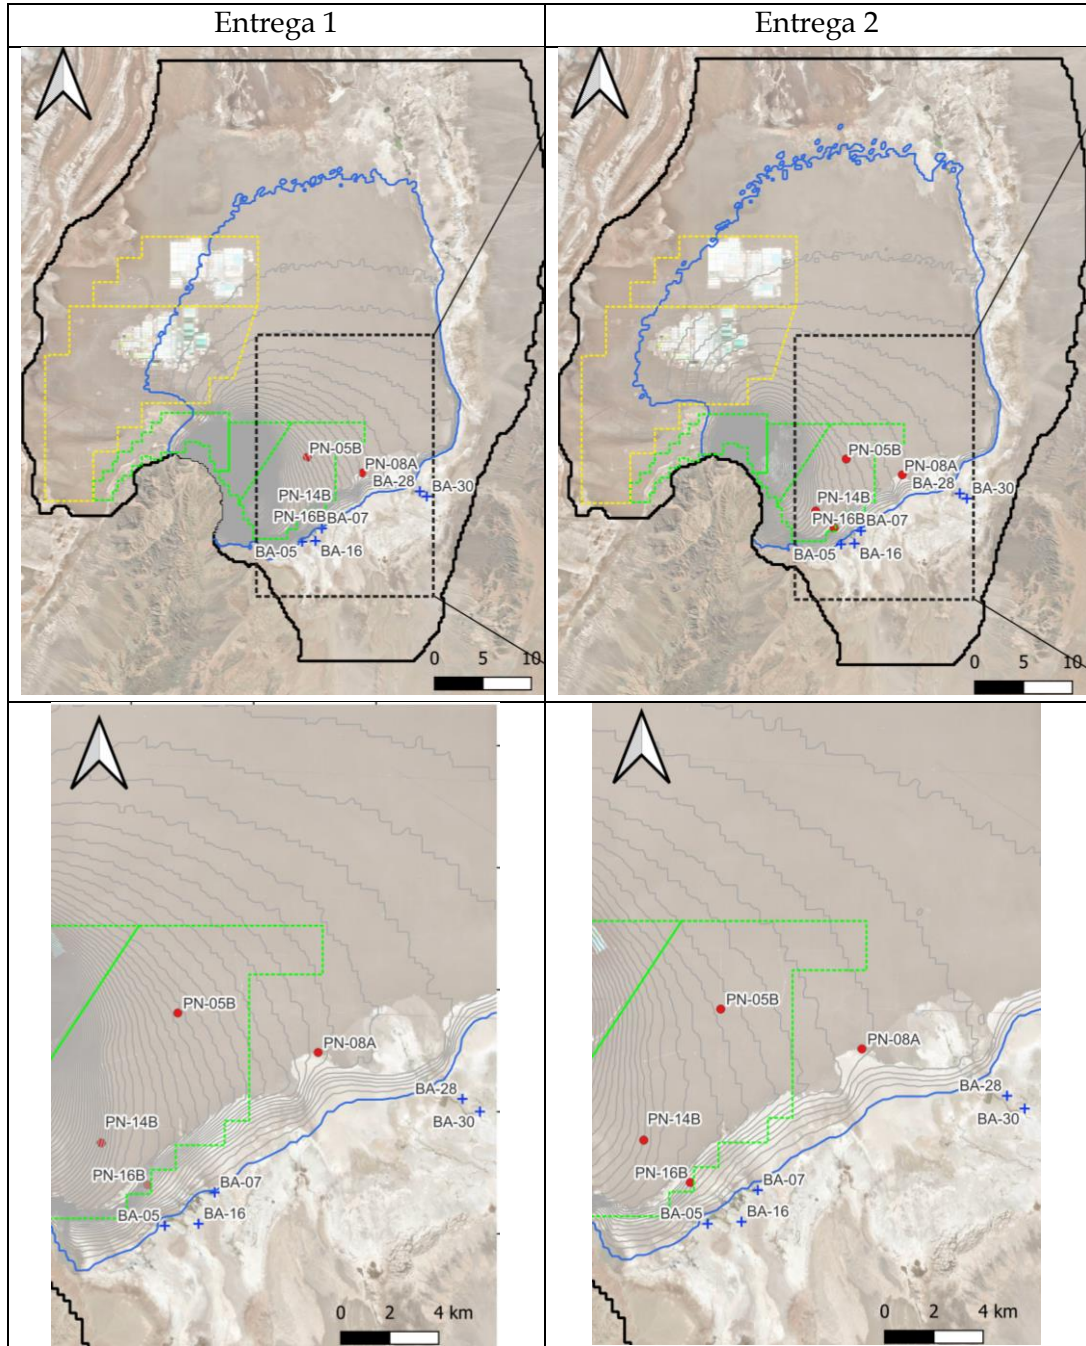 Entrega 1
Entrega 2
PN-05B
PN-08A
BA-28
BA-30
PN-14B
PN-16B
BA-07
BA-05
BA-16
0 5 10
PN-05B
PN-08A
BA-28
BA-30
PN-14B
PN-16B
BA-07
BA-05
BA-16
0 5 10
PN-05B
PN-08A
BA-28
BA-30
PN-14B
PN-16B
BA-07
BA-05
BA-16
0 2 4 km
PN-05B
PN-08A
BA-28
BA-30
PN-14B
PN-16B
BA-07
BA-05
BA-16
0 2 4 km